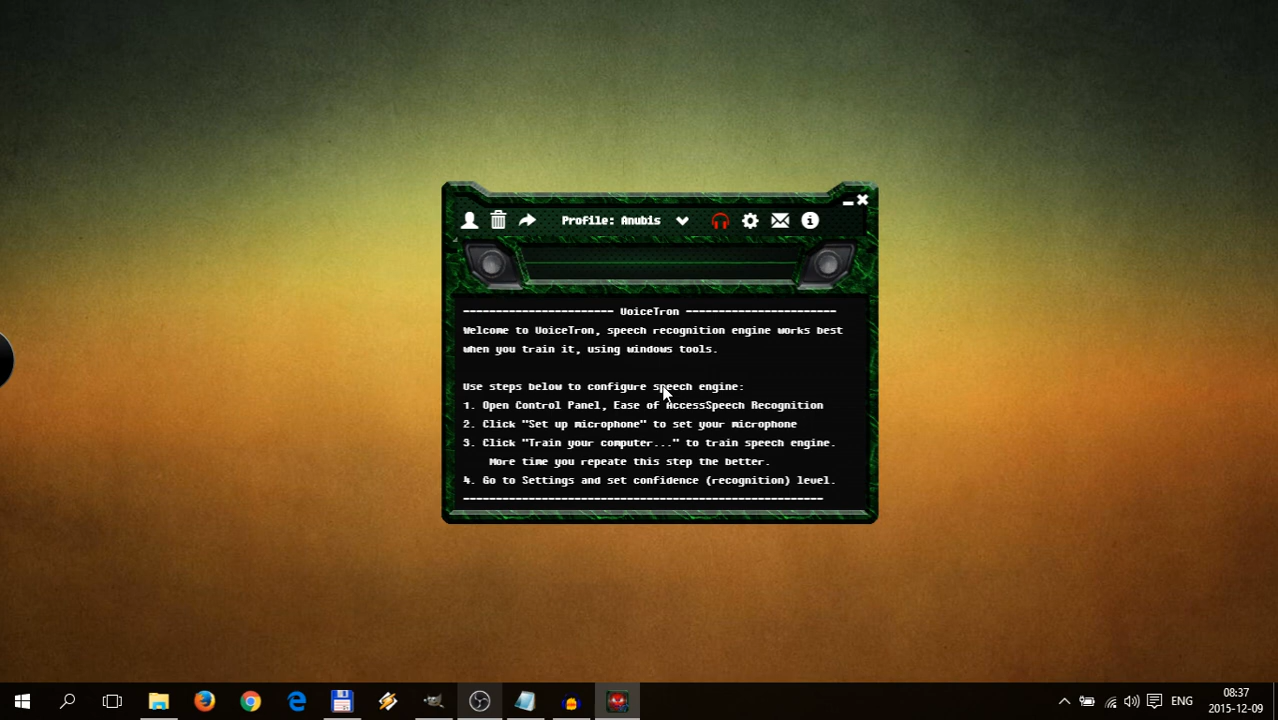 Profile: Anubis
----------------------- VoiceTron -----------------------
Welcome to VoiceTron, speech recognition engine works best
when you train it, using windows tools.
Use steps below to configure speech engine:
1. Open Control Panel, Ease of AccessSpeech Recognition
2. Click "Set up microphone" to set your microphone
3. Click "Train your computer..." to train speech engine.
More time you repeate this step the better.
4. Go to Settings and set confidence (recognition) level.
-------------------------------------------------------
ENG
08:37
2015-12-09